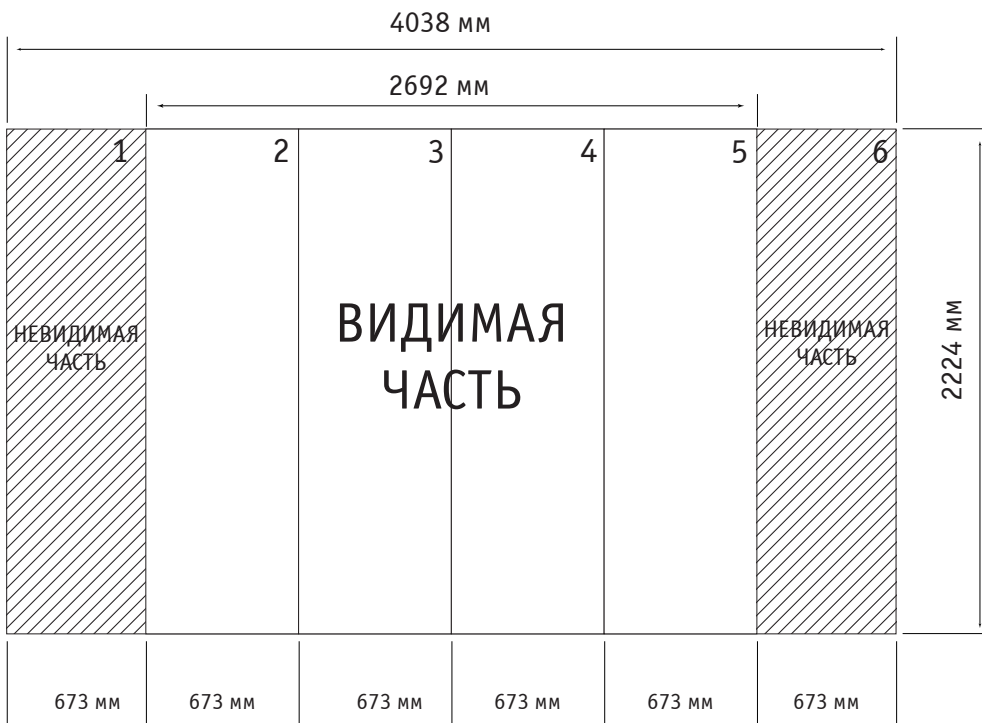 4038 мм
2692 мм
1
2
3
4
5
6
НЕВИДИМАЯ
ЧАСТЬ
ВИДИМАЯ
ЧАСТЬ
НЕВИДИМАЯ
ЧАСТЬ
2224 мм
673 мм
673 мм
673 мм
673 мм
673 мм
673 мм